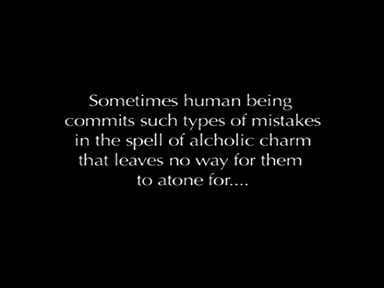 Sometimes human being
commits such types of mistakes
in the spell of alcholic charm
that leaves no way for them
to atone for....